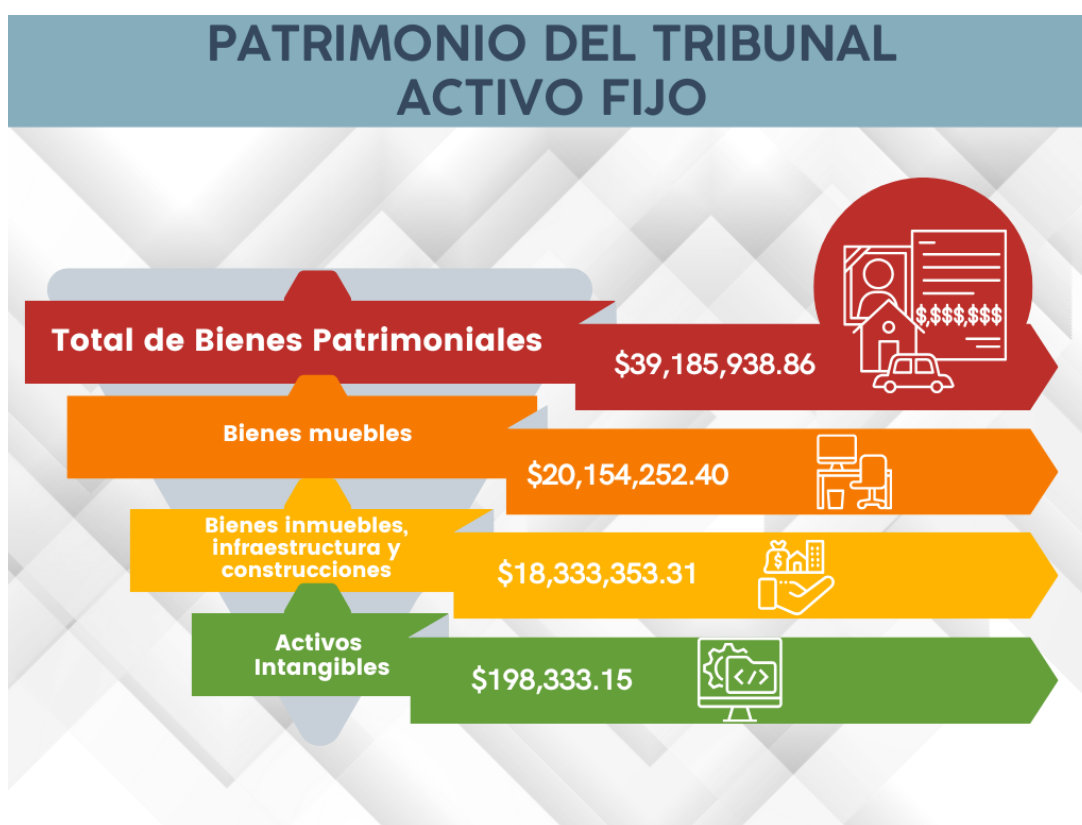 PATRIMONIO DEL TRIBUNAL
ACTIVO FIJO
$,$$$,$$$
Total de Bienes Patrimoniales
$39,185,938.86
Bienes muebles
$20,154,252.40
Bienes inmuebles,
infraestructura y
construcciones
$18,333,353.31
Activos
Intangibles
$198,333.15